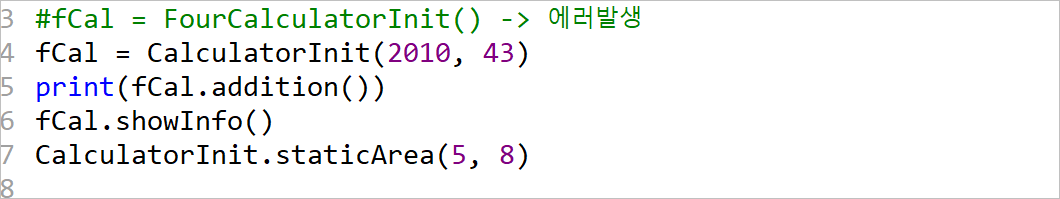 3 #fCal = FourCalculatorInit() -> 에러발생
4 fCal = CalculatorInit(2010, 43)
5 print(fCal.addition())
6 fCal.showInfo()
7 CalculatorInit.staticArea(5, 8)
8